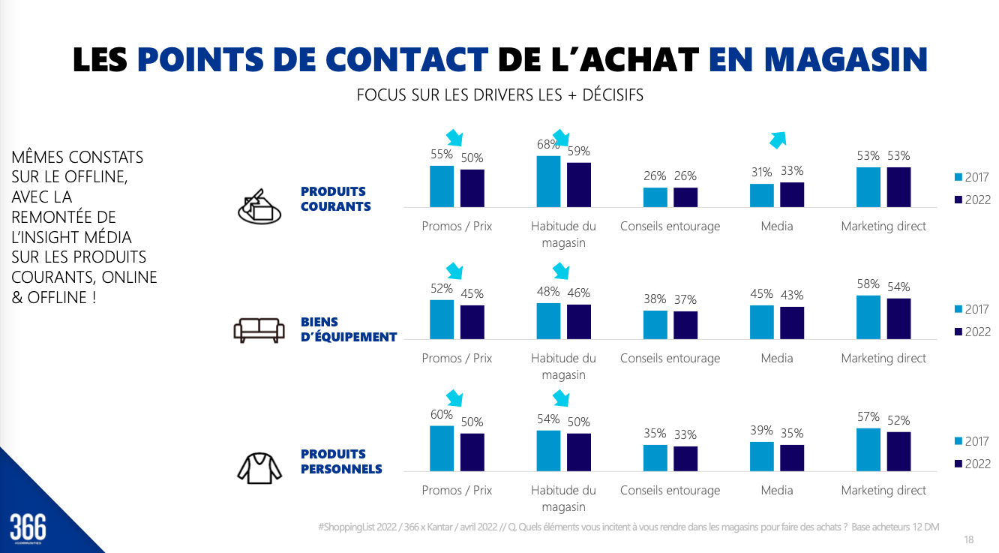 LES POINTS DE CONTACT DE L’ACHAT EN MAGASIN
FOCUS SUR LES DRIVERS LES + DÉCISIFS
MÊMES CONSTATS
SUR LE OFFLINE,
AVEC LA
REMONTÉE DE
L’INSIGHT MÉDIA
SUR LES PRODUITS
COURANTS, ONLINE
& OFFLINE !
PRODUITS
COURANTS
55% 50% 68% 59% 26% 26% 31% 33% 53% 53%
Promos / Prix Habitude du Conseils entourage Media Marketing direct
magasin
2017
2022
BIENS
D’ÉQUIPEMENT
52% 45% 48% 46% 38% 37% 45% 43% 58% 54%
Promos / Prix Habitude du Conseils entourage Media Marketing direct
magasin
2017
2022
PRODUITS
PERSONNELS
60% 50% 54% 50% 35% 33% 39% 35% 57% 52%
Promos / Prix Habitude du Conseils entourage Media Marketing direct
magasin
2017
2022
366
#COMMUNITIES
#ShoppingList 2022 / 366 x Kantar / avril 2022 // Q. Quels éléments vous incitent à vous rendre dans les magasins pour faire des achats ? Base acheteurs 12 DM
18